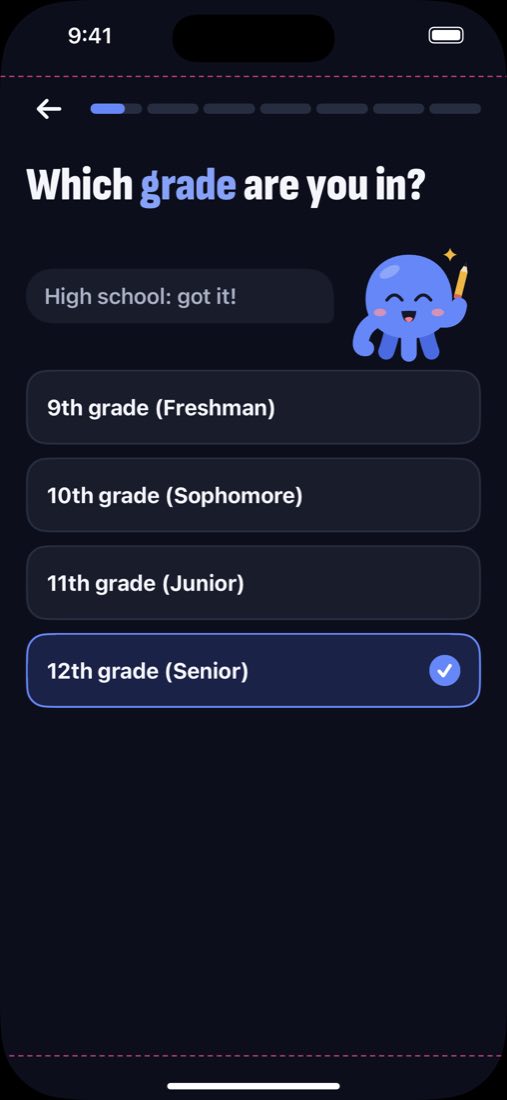 9:41
Which grade are you in?
High school: got it!
9th grade (Freshman)
10th grade (Sophomore)
11th grade (Junior)
12th grade (Senior)